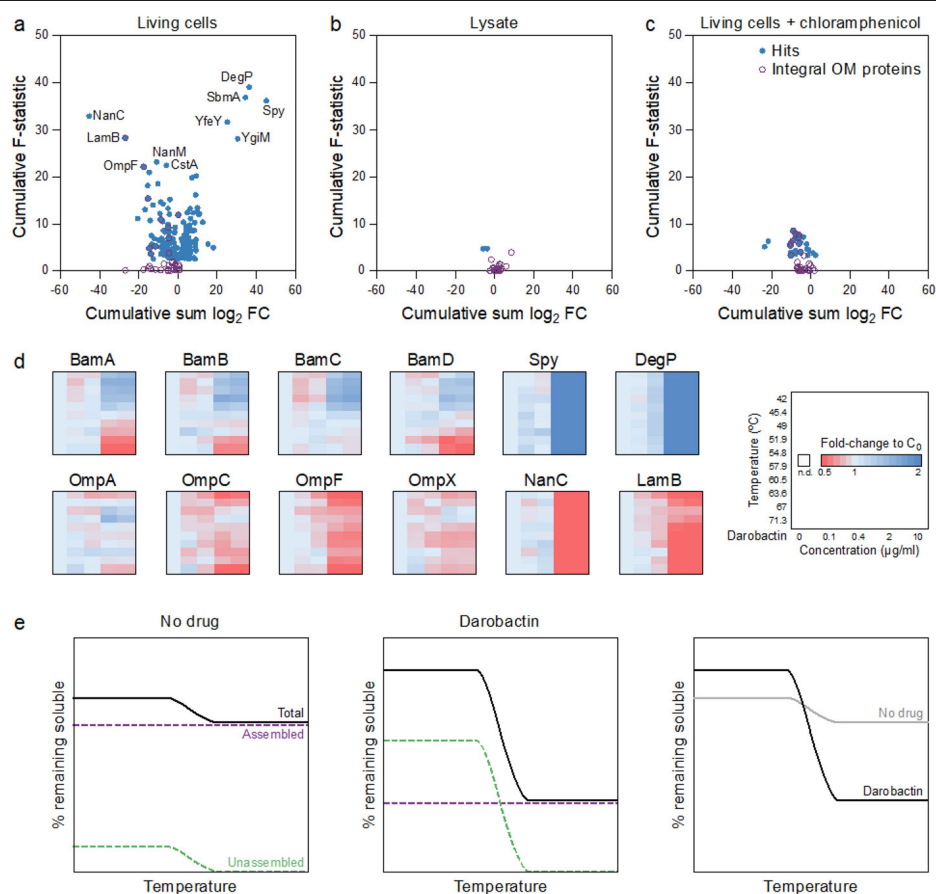 a
Living cells
Cumulative F-statistic
50
40
30
20
10
0
DegP
SbmA
Spy
NanC
YfeY
LamB
YgiM
NanM
OmpF
CstA
-60
-40
-20
0
20
40
60
Cumulative sum log2 FC
b
Lysate
Cumulative F-statistic
50
40
30
20
10
0
-60
-40
-20
0
20
40
60
Cumulative sum log2 FC
c
Living cells + chloramphenicol
Hits
Integral OM proteins
Cumulative F-statistic
50
40
30
20
10
0
-60
-40
-20
0
20
40
60
Cumulative sum log2 FC
d
BamA
BamB
BamC
BamD
Spy
DegP
OmpA
OmpC
OmpF
OmpX
NanC
LamB
Temperature (ºC)
42
45.4
49
51.9
54.8
57.9
60.5
63.6
67
71.3
Fold-change to C0
n.d.
0.5
1
2
Darobactin
0
0.1
0.4
2
10
Concentration (µg/ml)
e
No drug
% remaining soluble
Total
Assembled
Unassembled
Temperature
Darobactin
% remaining soluble
Temperature
% remaining soluble
No drug
Darobactin
Temperature